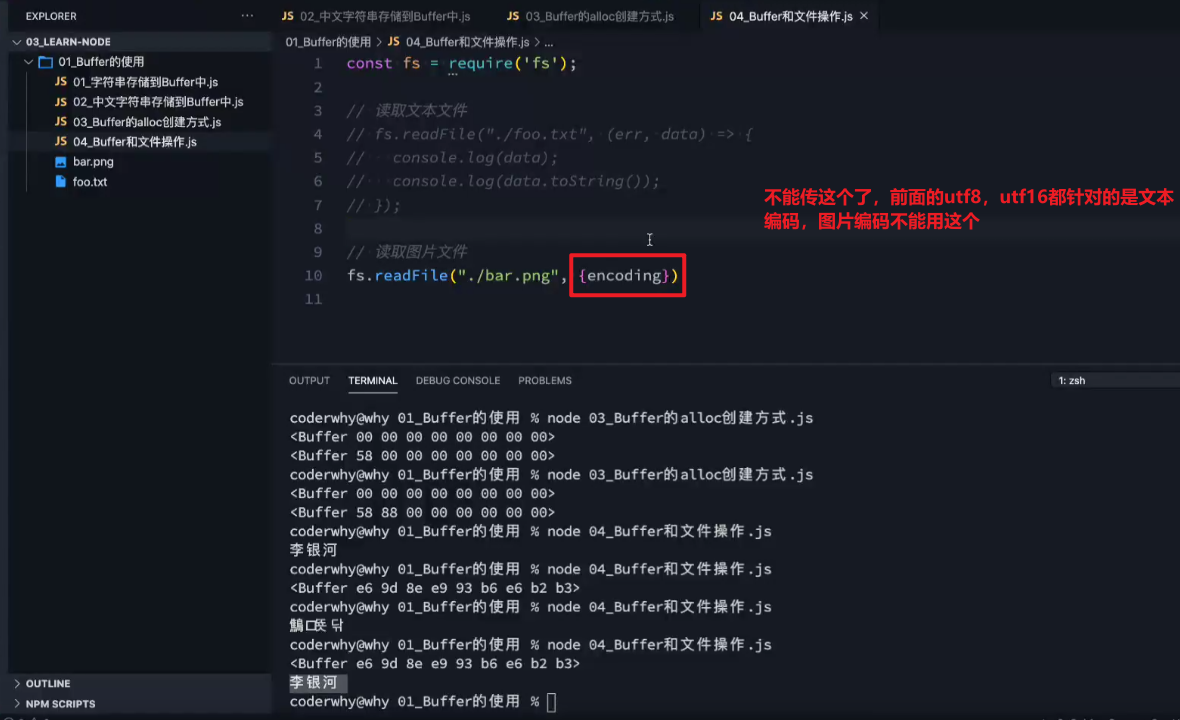 EXPLORER
03_LEARN-NODE
01_Buffer的使用
JS 01_字符串存储到Buffer中.js
JS 02_中文字符串存储到Buffer中.js
JS 03_Buffer的alloc创建方式.js
JS 04_Buffer和文件操作.js
bar.png
foo.txt
OUTLINE
NPM SCRIPTS
JS 02_中文字符串存储到Buffer中.js
JS 03_Buffer的alloc创建方式.js
JS 04_Buffer和文件操作.js ×
01_Buffer的使用 > JS 04_Buffer和文件操作.js > ...
1 const fs = require('fs');
2
3 // 读取文本文件
4 // fs.readFile("./foo.txt", (err, data) => {
5 //   console.log(data);
6 //   console.log(data.toString());
7 // });
8
9 // 读取图片文件
10 fs.readFile("./bar.png", {encoding})
11
不能传这个了，前面的utf8，utf16都针对的是文本
编码，图片编码不能用这个
OUTPUT TERMINAL DEBUG CONSOLE PROBLEMS
1: zsh
coderwhy@why 01_Buffer的使用 % node 03_Buffer的alloc创建方式.js
<Buffer 00 00 00 00 00 00 00 00>
<Buffer 58 00 00 00 00 00 00 00>
coderwhy@why 01_Buffer的使用 % node 03_Buffer的alloc创建方式.js
<Buffer 00 00 00 00 00 00 00 00>
<Buffer 58 88 00 00 00 00 00 00>
coderwhy@why 01_Buffer的使用 % node 04_Buffer和文件操作.js
李银河
coderwhy@why 01_Buffer的使用 % node 04_Buffer和文件操作.js
<Buffer e6 9d 8e e9 93 b6 e6 b2 b3>
coderwhy@why 01_Buffer的使用 % node 04_Buffer和文件操作.js
coderwhy@why 01_Buffer的使用 % node 04_Buffer和文件操作.js
<Buffer e6 9d 8e e9 93 b6 e6 b2 b3>
李银河
coderwhy@why 01_Buffer的使用 %